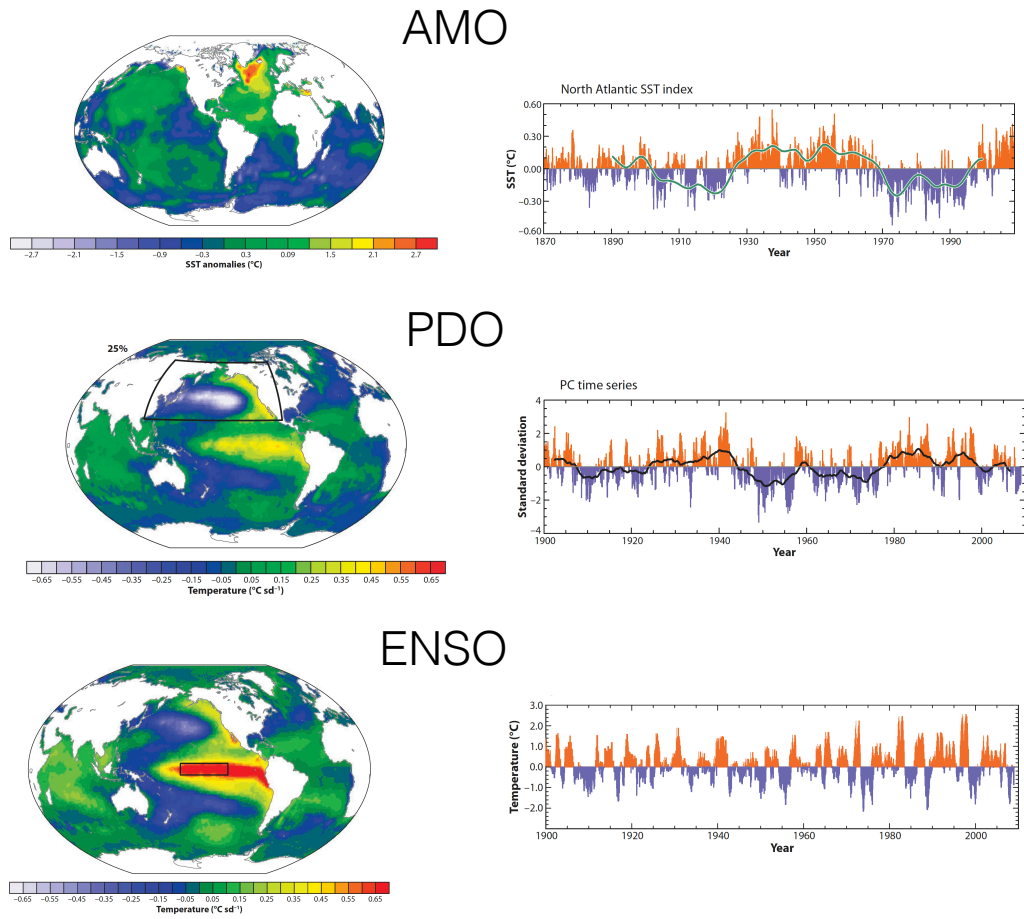 AMO
North Atlantic SST index
SST (°C)
0.60
0.30
0.00
−0.30
−0.60
1870 1890 1910 1930 1950 1970 1990
Year
−2.7 −2.1 −1.5 −0.9 −0.3 0.3 0.09 1.5 2.1 2.7
SST anomalies (°C)
PDO
25%
PC time series
Standard deviation
4
2
0
−2
−4
1900 1920 1940 1960 1980 2000
Year
−0.65 −0.55 −0.45 −0.35 −0.25 −0.15 −0.05 0.05 0.15 0.25 0.35 0.45 0.55 0.65
Temperature (°C sd⁻¹)
ENSO
Temperature (°C)
3.0
2.0
1.0
0.0
−1.0
−2.0
1900 1920 1940 1960 1980 2000
Year
−0.65 −0.55 −0.45 −0.35 −0.25 −0.15 −0.05 0.05 0.15 0.25 0.35 0.45 0.55 0.65
Temperature (°C sd⁻¹)